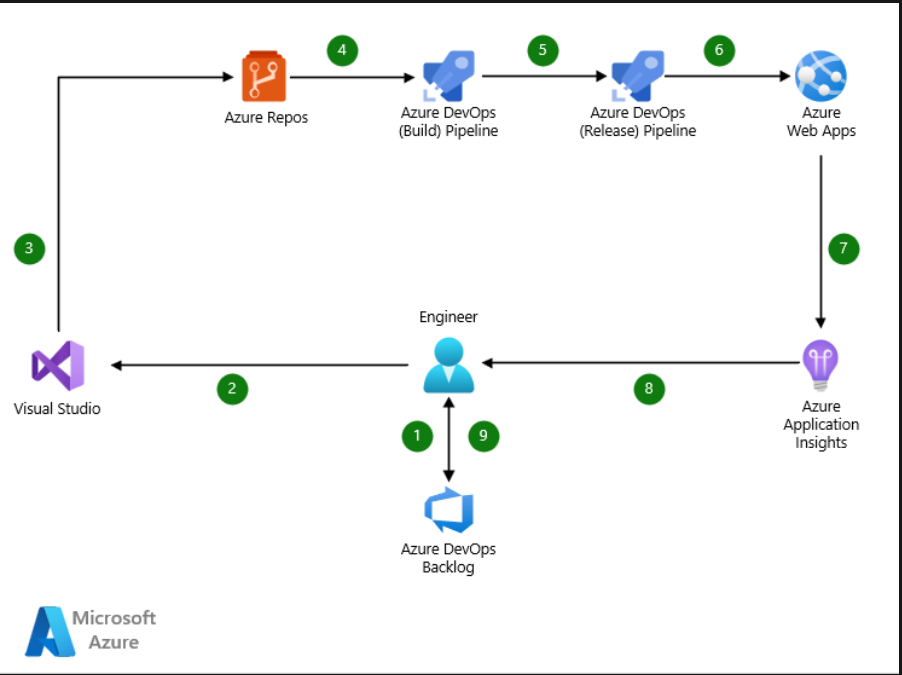 4
5
6
Azure Repos
Azure DevOps
(Build) Pipeline
Azure DevOps
(Release) Pipeline
Azure
Web Apps
3
7
Engineer
Visual Studio
2
8
Azure
Application
Insights
1
9
Azure DevOps
Backlog
Microsoft
Azure